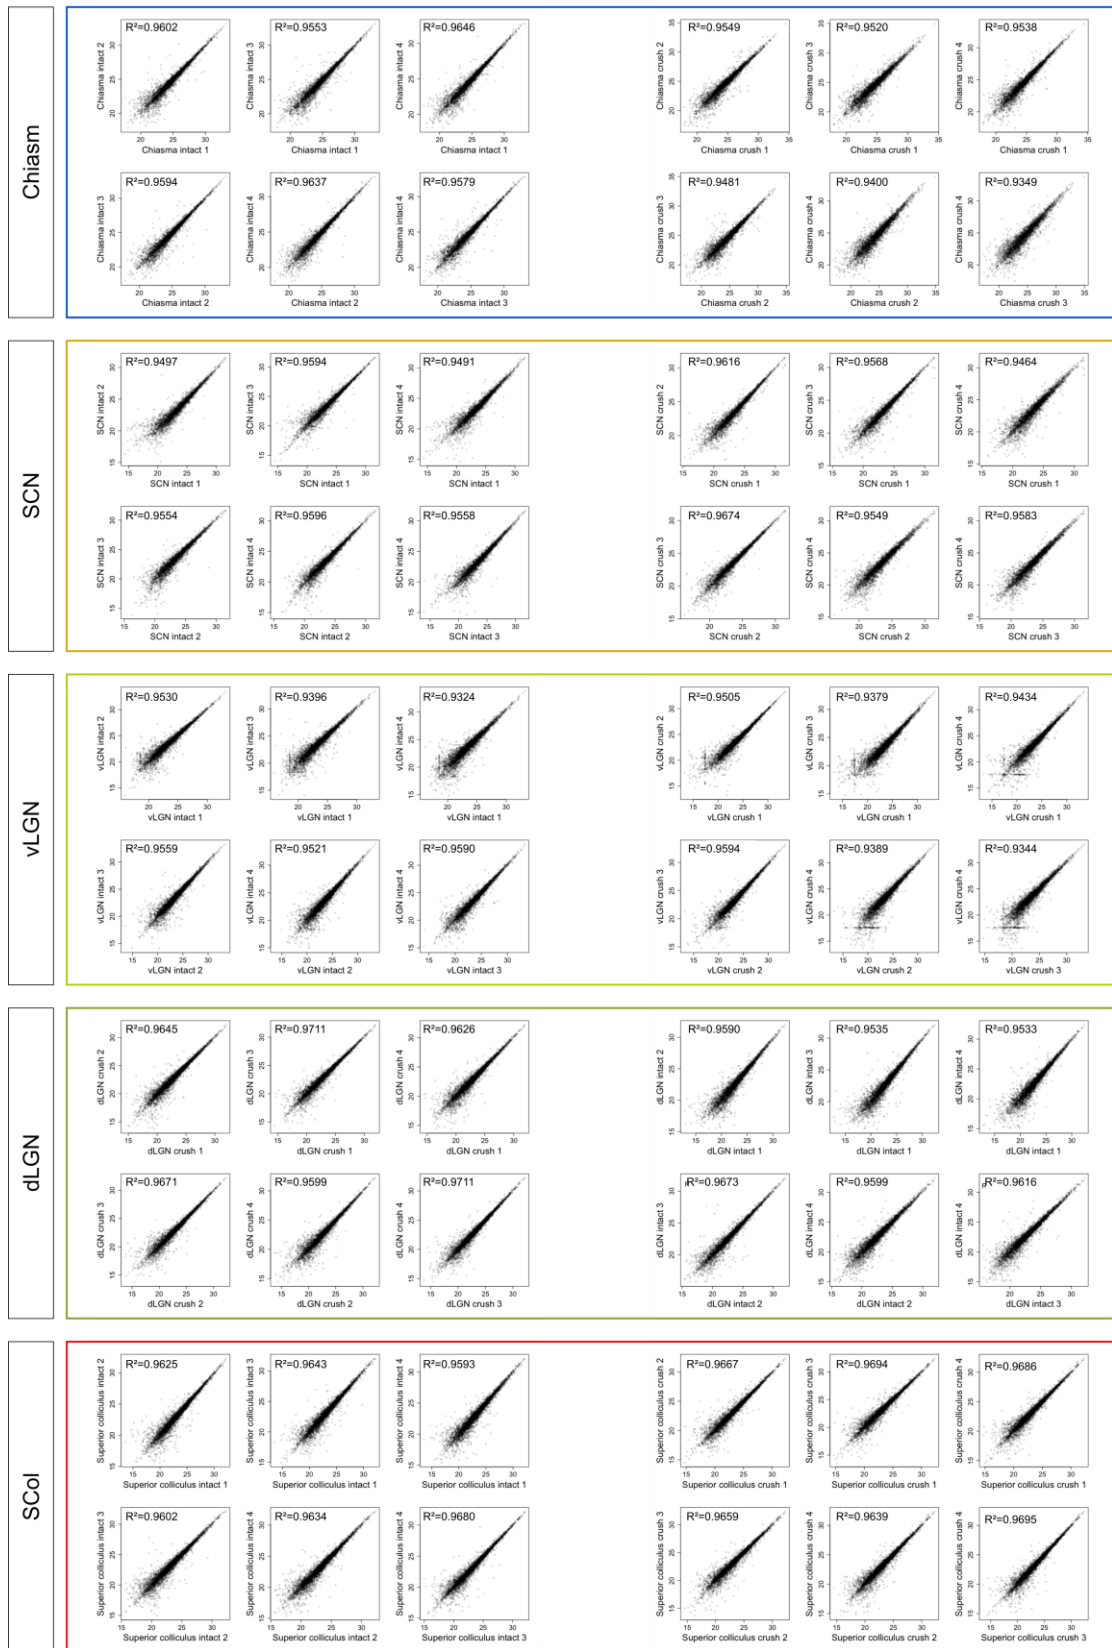 Chiasm
R²=0.9602
Chiasma intact 2
Chiasma intact 1
R²=0.9553
Chiasma intact 3
Chiasma intact 1
R²=0.9646
Chiasma intact 4
Chiasma intact 1
R²=0.9549
Chiasma crush 2
Chiasma crush 1
R²=0.9520
Chiasma crush 3
Chiasma crush 1
R²=0.9538
Chiasma crush 4
Chiasma crush 1
R²=0.9594
Chiasma intact 3
Chiasma intact 2
R²=0.9637
Chiasma intact 4
Chiasma intact 2
R²=0.9579
Chiasma intact 4
Chiasma intact 3
R²=0.9481
Chiasma crush 3
Chiasma crush 2
R²=0.9400
Chiasma crush 4
Chiasma crush 2
R²=0.9349
Chiasma crush 4
Chiasma crush 3
SCN
R²=0.9497
SCN intact 2
SCN intact 1
R²=0.9594
SCN intact 3
SCN intact 1
R²=0.9491
SCN intact 4
SCN intact 1
R²=0.9616
SCN crush 2
SCN crush 1
R²=0.9568
SCN crush 3
SCN crush 1
R²=0.9464
SCN crush 4
SCN crush 1
R²=0.9554
SCN intact 3
SCN intact 2
R²=0.9596
SCN intact 4
SCN intact 2
R²=0.9558
SCN intact 4
SCN intact 3
R²=0.9674
SCN crush 3
SCN crush 2
R²=0.9549
SCN crush 4
SCN crush 2
R²=0.9583
SCN crush 4
SCN crush 3
vLGN
R²=0.9530
vLGN intact 2
vLGN intact 1
R²=0.9396
vLGN intact 3
vLGN intact 1
R²=0.9324
vLGN intact 4
vLGN intact 1
R²=0.9505
vLGN crush 2
vLGN crush 1
R²=0.9379
vLGN crush 3
vLGN crush 1
R²=0.9434
vLGN crush 4
vLGN crush 1
R²=0.9559
vLGN intact 3
vLGN intact 2
R²=0.9521
vLGN intact 4
vLGN intact 2
R²=0.9590
vLGN intact 4
vLGN intact 3
R²=0.9594
vLGN crush 3
vLGN crush 2
R²=0.9389
vLGN crush 4
vLGN crush 2
R²=0.9344
vLGN crush 4
vLGN crush 3
dLGN
R²=0.9645
dLGN crush 2
dLGN crush 1
R²=0.9711
dLGN crush 3
dLGN crush 1
R²=0.9626
dLGN crush 4
dLGN crush 1
R²=0.9590
dLGN intact 2
dLGN intact 1
R²=0.9535
dLGN intact 3
dLGN intact 1
R²=0.9533
dLGN intact 4
dLGN intact 1
R²=0.9671
dLGN crush 3
dLGN crush 2
R²=0.9599
dLGN crush 4
dLGN crush 2
R²=0.9711
dLGN crush 4
dLGN crush 3
R²=0.9673
dLGN intact 3
dLGN intact 2
R²=0.9599
dLGN intact 4
dLGN intact 2
R²=0.9616
dLGN intact 4
dLGN intact 3
SCol
R²=0.9625
Superior colliculus intact 2
Superior colliculus intact 1
R²=0.9643
Superior colliculus intact 3
Superior colliculus intact 1
R²=0.9593
Superior colliculus intact 4
Superior colliculus intact 1
R²=0.9667
Superior colliculus crush 2
Superior colliculus crush 1
R²=0.9694
Superior colliculus crush 3
Superior colliculus crush 1
R²=0.9686
Superior colliculus crush 4
Superior colliculus crush 1
R²=0.9602
Superior colliculus intact 3
Superior colliculus intact 2
R²=0.9634
Superior colliculus intact 4
Superior colliculus intact 2
R²=0.9680
Superior colliculus intact 4
Superior colliculus intact 3
R²=0.9659
Superior colliculus crush 3
Superior colliculus crush 2
R²=0.9639
Superior colliculus crush 4
Superior colliculus crush 2
R²=0.9695
Superior colliculus crush 4
Superior colliculus crush 3